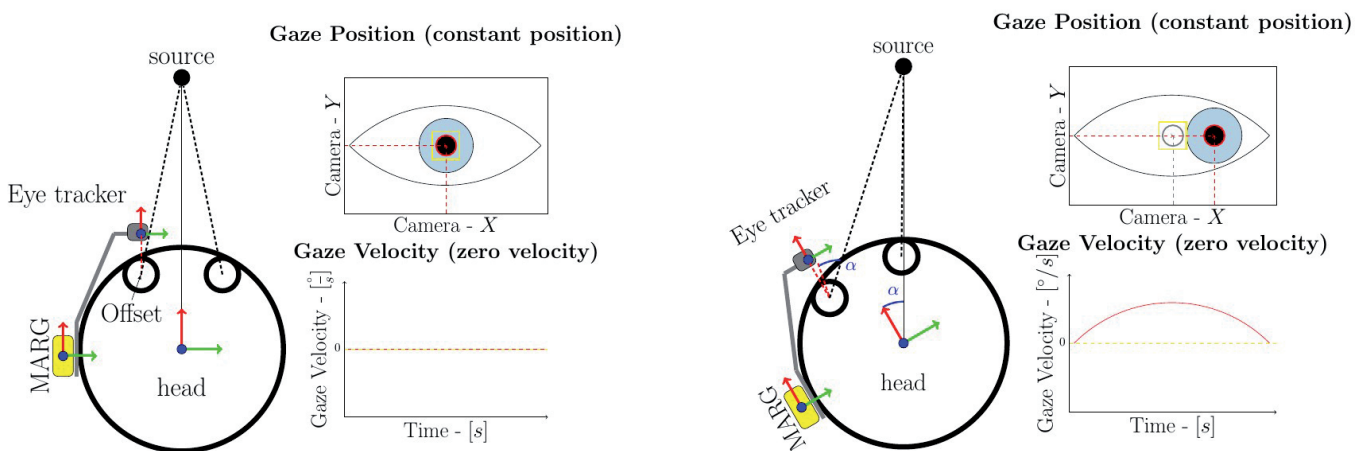 Gaze Position (constant position)
source
Camera - Y
Camera - X
Eye tracker
Offset
MARG
head
Gaze Velocity (zero velocity)
Gaze Velocity - [°/s]
0
Time - [s]
Gaze Position (constant position)
source
Camera - Y
Camera - X
Eye tracker
α
α
MARG
head
Gaze Velocity (zero velocity)
Gaze Velocity - [°/s]
0
Time - [s]